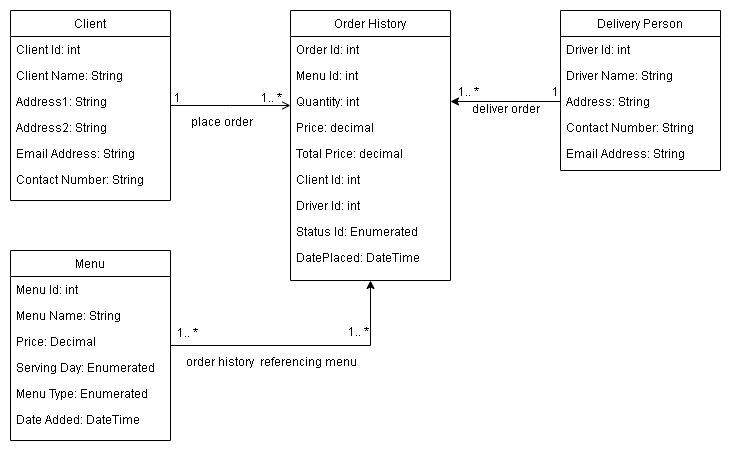 Client
Client Id: int
Client Name: String
Address1: String
Address2: String
Email Address: String
Contact Number: String
1
1.. *
place order
Order History
Order Id: int
Menu Id: int
Quantity: int
Price: decimal
Total Price: decimal
Client Id: int
Driver Id: int
Status Id: Enumerated
DatePlaced: DateTime
1.. *
1
deliver order
Delivery Person
Driver Id: int
Driver Name: String
Address: String
Contact Number: String
Email Address: String
Menu
Menu Id: int
Menu Name: String
Price: Decimal
Serving Day: Enumerated
Menu Type: Enumerated
Date Added: DateTime
1.. *
1.. *
order history referencing menu